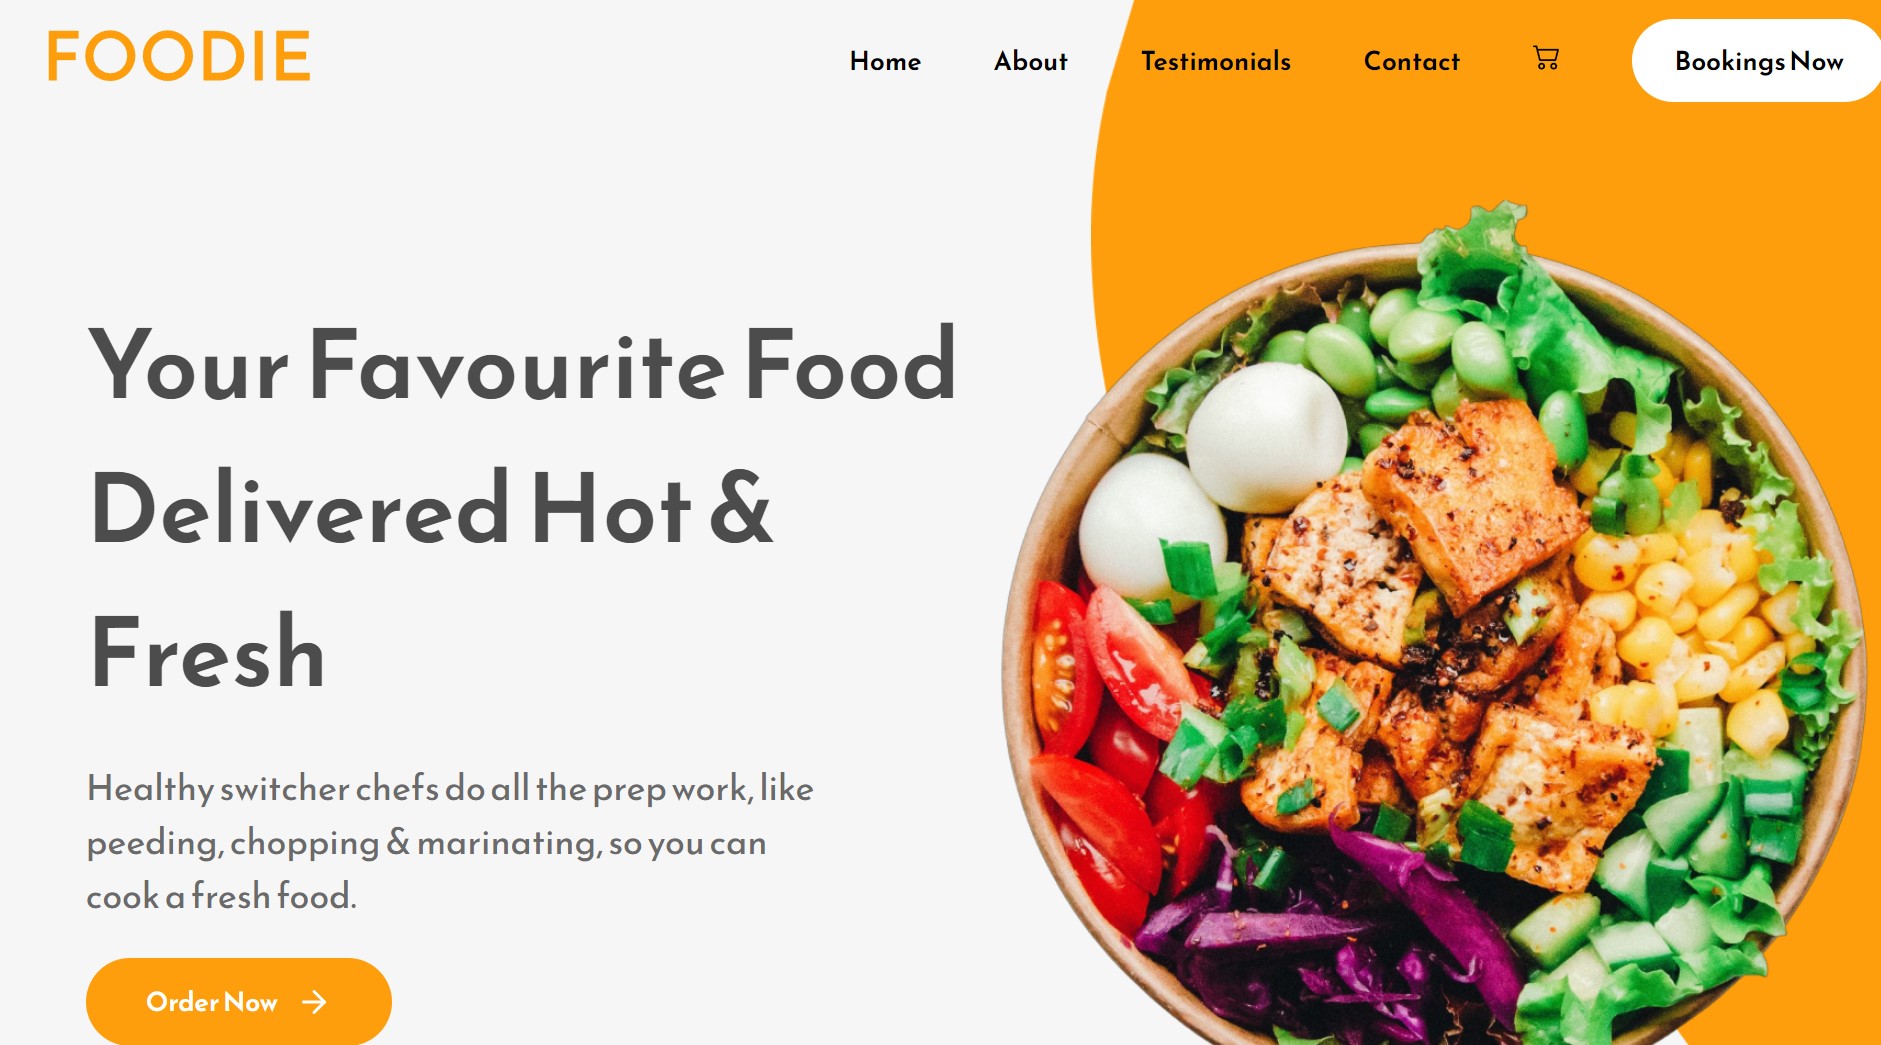 FOODIE
Home About Testimonials Contact Bookings Now
Your Favourite Food
Delivered Hot &
Fresh
Healthy switcher chefs do all the prep work, like
peeding, chopping & marinating, so you can
cook a fresh food.
Order Now